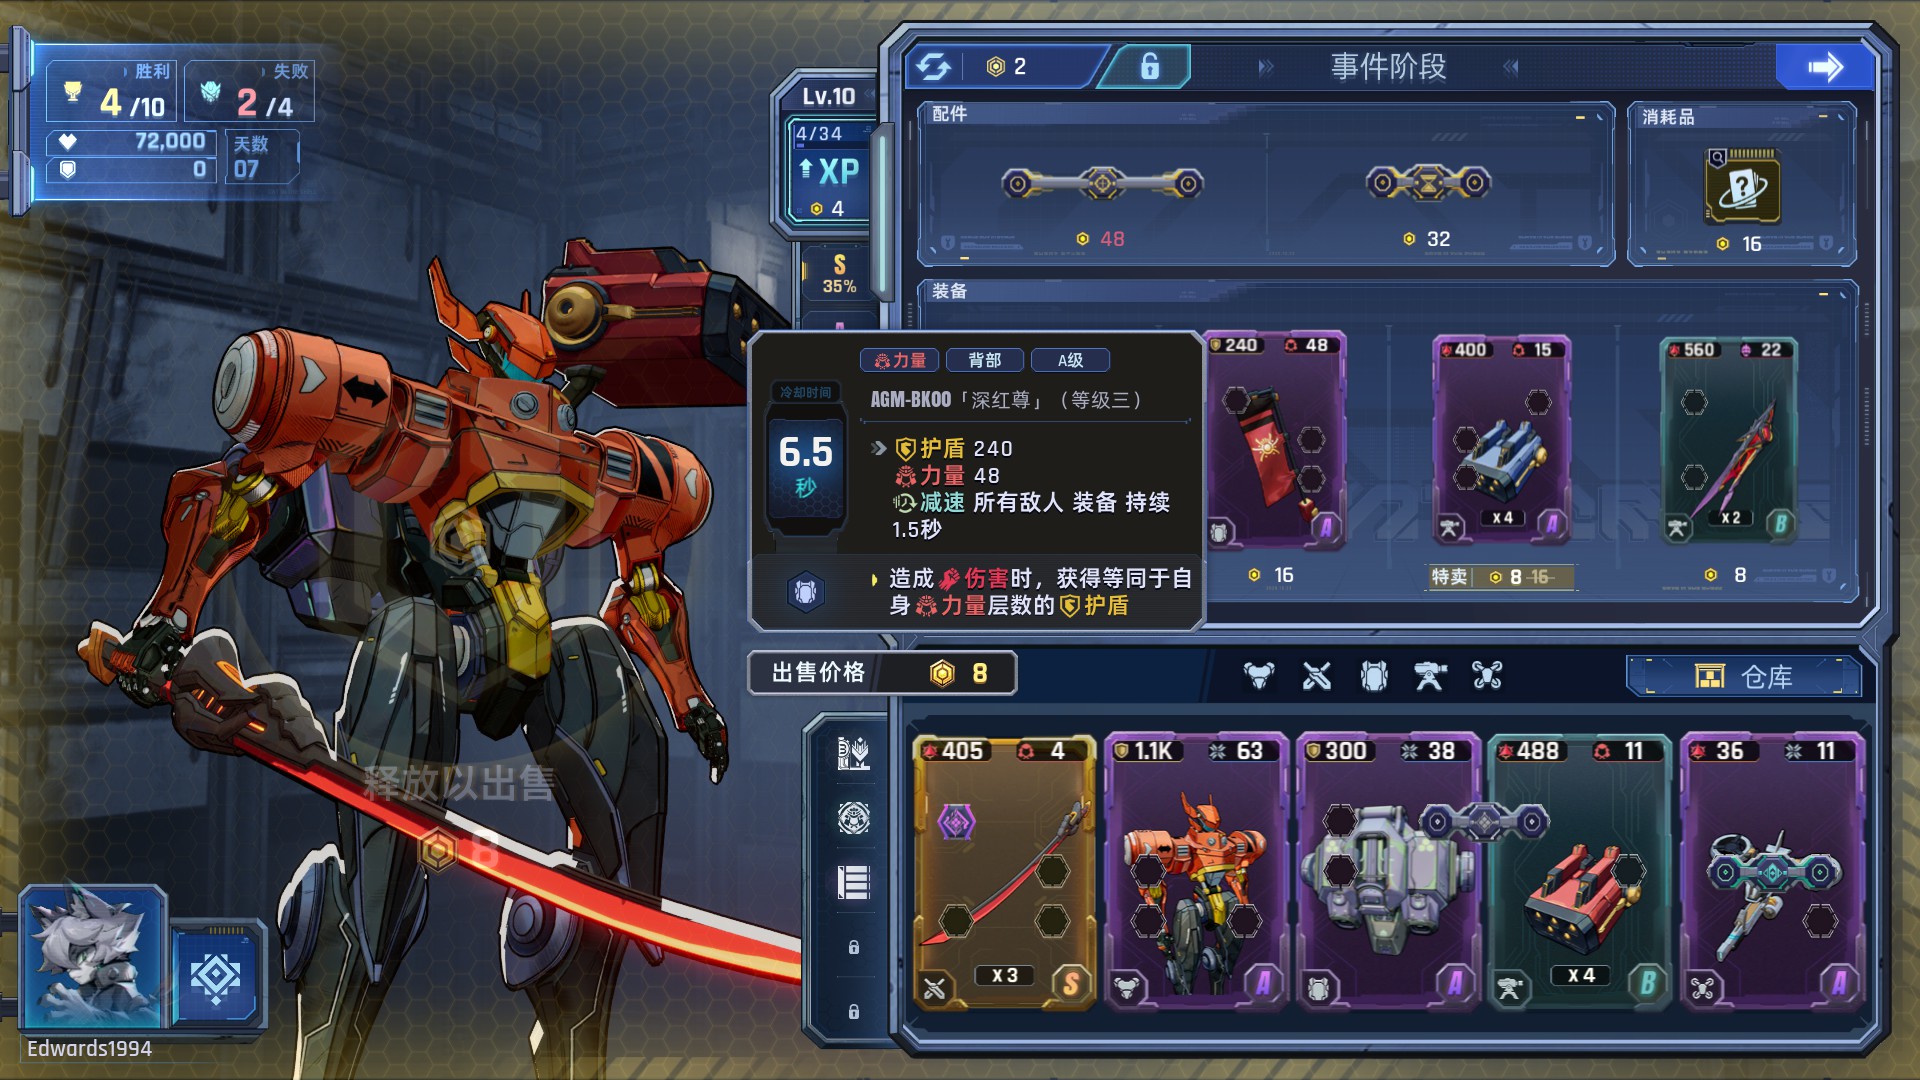 胜利
4/10
失败
2/4
72,000
0
天数
07
Lv.10
4/34
XP
4
S
35%
2
事件阶段
配件
48
32
消耗品
16
装备
力量
背部
A级
冷却时间
6.5
秒
AGM-BK00「深红尊」（等级三）
护盾 240
力量 48
减速 所有敌人 装备 持续
1.5秒
造成 伤害时，获得等同于自
身 力量层数的 护盾
240 48
A
16
400 15
x4 A
特卖 8 16
560 22
x2 B
8
出售价格 8
仓库
释放以出售
8
405 4
x3 S
1.1K 63
A
300 38
A
488 11
x4 B
36 11
A
Edwards1994